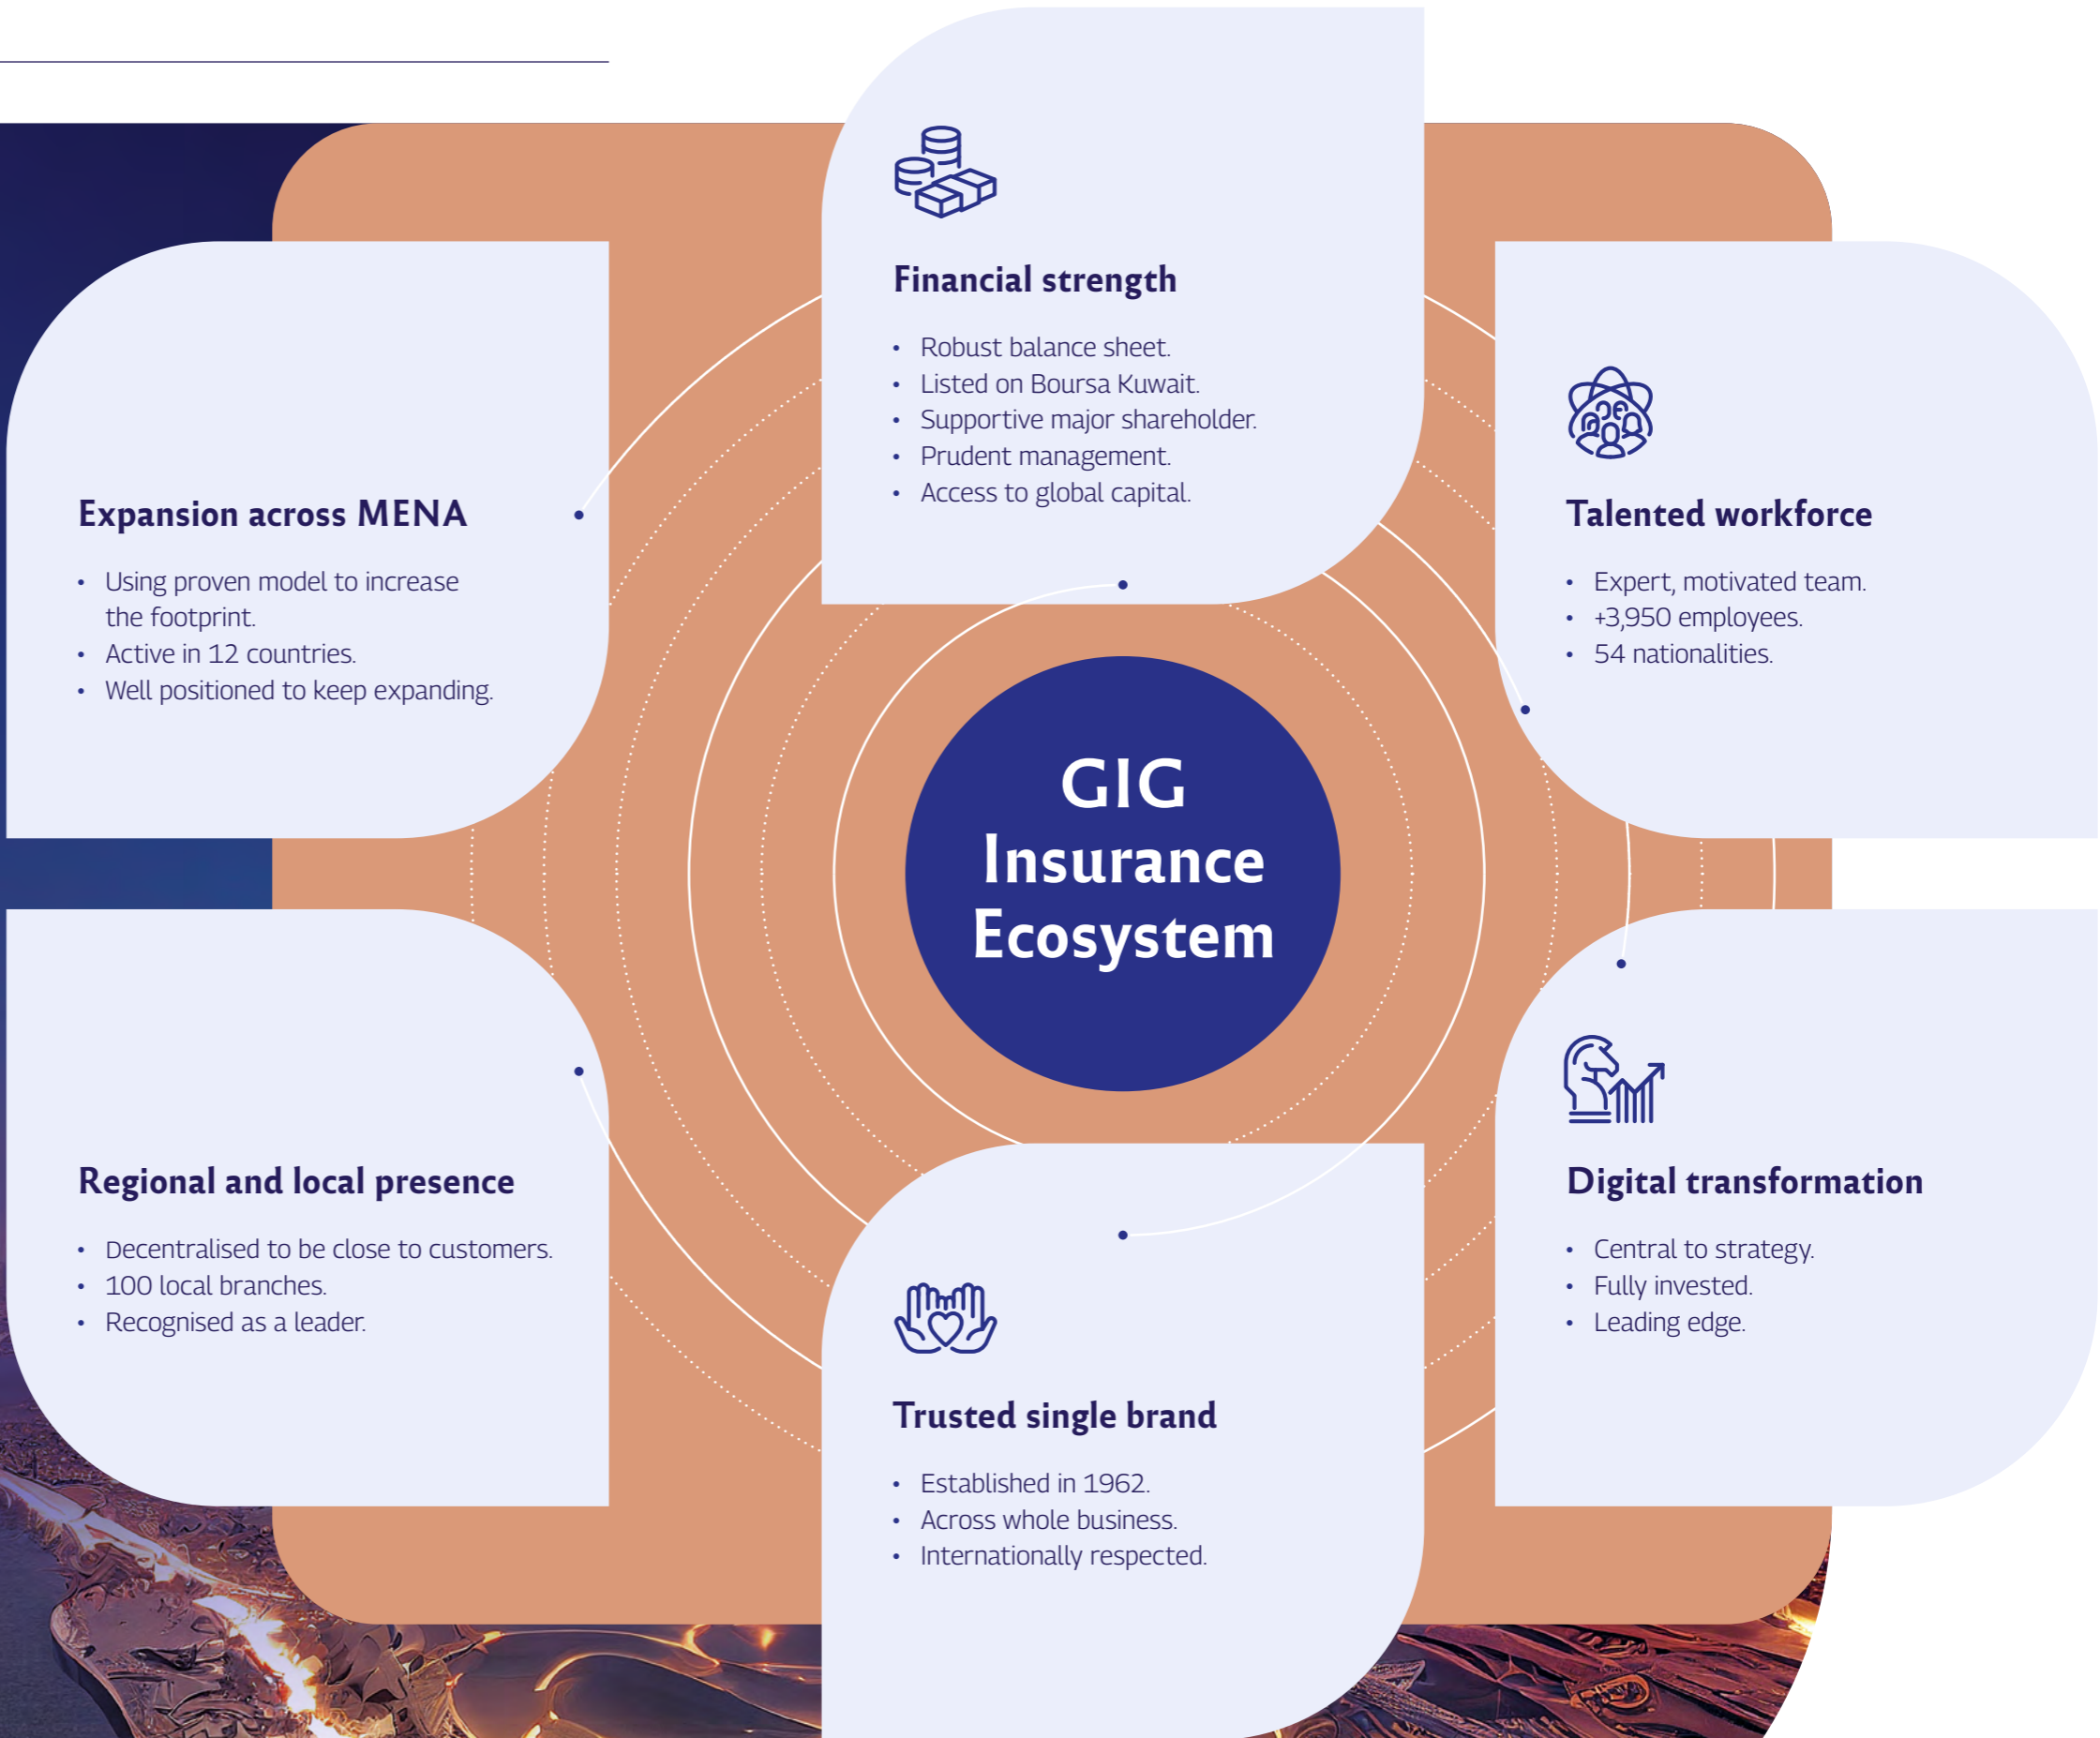 Financial strength
• Robust balance sheet.
• Listed on Boursa Kuwait.
• Supportive major shareholder.
• Prudent management.
• Access to global capital.
Expansion across MENA
• Using proven model to increase
the footprint.
• Active in 12 countries.
• Well positioned to keep expanding.
Talented workforce
• Expert, motivated team.
• +3,950 employees.
• 54 nationalities.
GIG
Insurance
Ecosystem
Regional and local presence
• Decentralised to be close to customers.
• 100 local branches.
• Recognised as a leader.
Digital transformation
• Central to strategy.
• Fully invested.
• Leading edge.
Trusted single brand
• Established in 1962.
• Across whole business.
• Internationally respected.